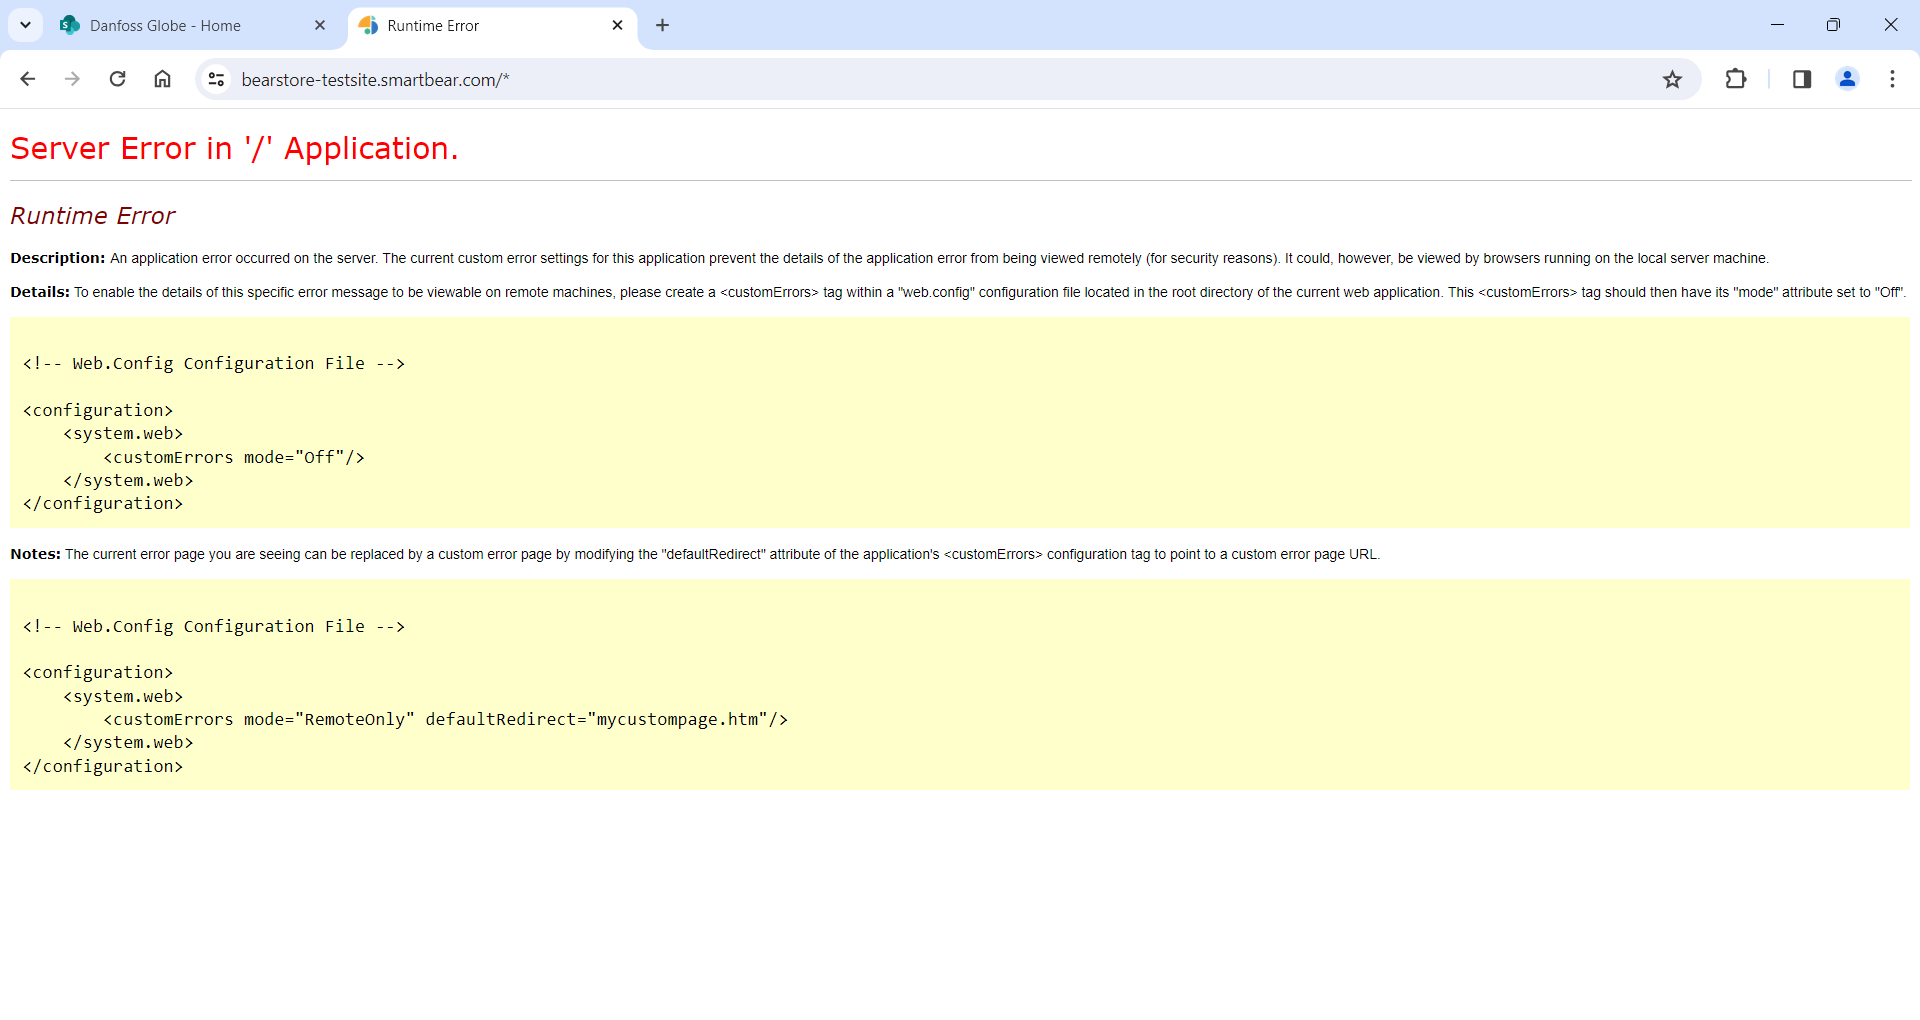 Danfoss Globe - Home
Runtime Error
bearstore-testsite.smartbear.com/*
Server Error in '/' Application.
Runtime Error
Description: An application error occurred on the server. The current custom error settings for this application prevent the details of the application error from being viewed remotely (for security reasons). It could, however, be viewed by browsers running on the local server machine.
Details: To enable the details of this specific error message to be viewable on remote machines, please create a <customErrors> tag within a "web.config" configuration file located in the root directory of the current web application. This <customErrors> tag should then have its "mode" attribute set to "Off".
<!-- Web.Config Configuration File -->
<configuration>
    <system.web>
        <customErrors mode="Off"/>
    </system.web>
</configuration>
Notes: The current error page you are seeing can be replaced by a custom error page by modifying the "defaultRedirect" attribute of the application's <customErrors> configuration tag to point to a custom error page URL.
<!-- Web.Config Configuration File -->
<configuration>
    <system.web>
        <customErrors mode="RemoteOnly" defaultRedirect="mycustompage.htm"/>
    </system.web>
</configuration>